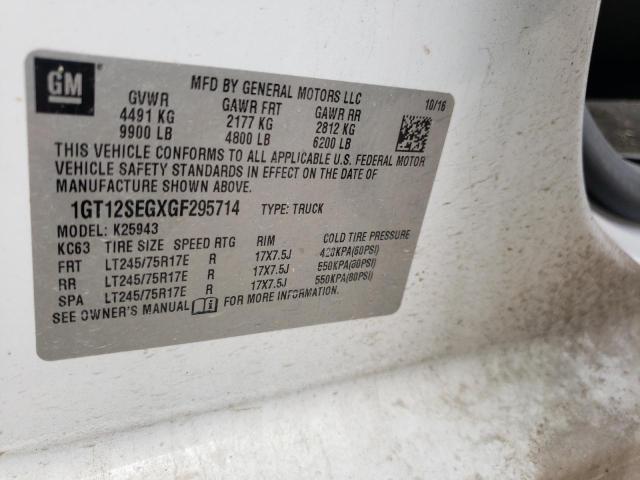 GM
MFD BY GENERAL MOTORS LLC
10/16
GVWR GAWR FRT GAWR RR
4491 KG 2177 KG 2812 KG
9900 LB 4800 LB 6200 LB
THIS VEHICLE CONFORMS TO ALL APPLICABLE U.S. FEDERAL MOTOR
VEHICLE SAFETY STANDARDS IN EFFECT ON THE DATE OF
MANUFACTURE SHOWN ABOVE.
1GT12SEGXGF295714 TYPE: TRUCK
MODEL: K25943
KC63 TIRE SIZE SPEED RTG RIM COLD TIRE PRESSURE
FRT LT245/75R17E R 17X7.5J 420KPA(60PSI)
RR LT245/75R17E R 17X7.5J 550KPA(80PSI)
SPA LT245/75R17E R 17X7.5J 550KPA(80PSI)
SEE OWNER'S MANUAL FOR MORE INFORMATION.